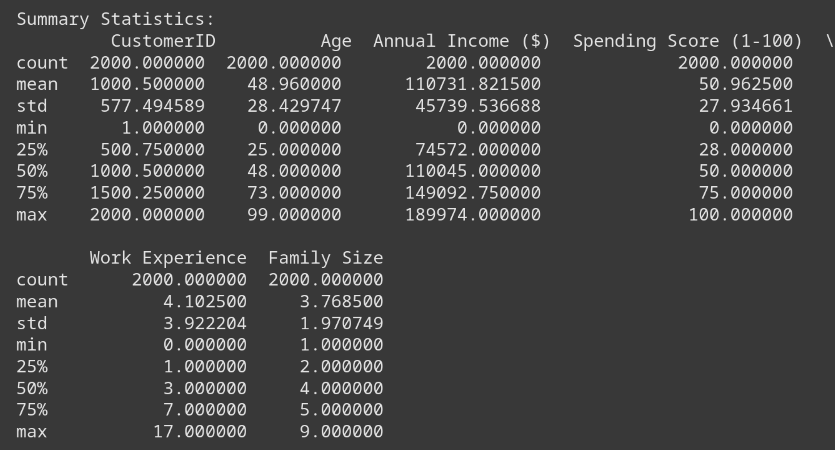 Summary Statistics:
         CustomerID          Age  Annual Income ($)  Spending Score (1-100)  \
count  2000.000000  2000.000000        2000.000000             2000.000000
mean   1000.500000    48.960000      110731.821500               50.962500
std     577.494589    28.429747       45739.536688               27.934661
min       1.000000     0.000000           0.000000                0.000000
25%     500.750000    25.000000       74572.000000               28.000000
50%    1000.500000    48.000000      110045.000000               50.000000
75%    1500.250000    73.000000      149092.750000               75.000000
max    2000.000000    99.000000      189974.000000              100.000000

       Work Experience  Family Size
count      2000.000000  2000.000000
mean          4.102500     3.768500
std           3.922204     1.970749
min           0.000000     1.000000
25%           1.000000     2.000000
50%           3.000000     4.000000
75%           7.000000     5.000000
max          17.000000     9.000000